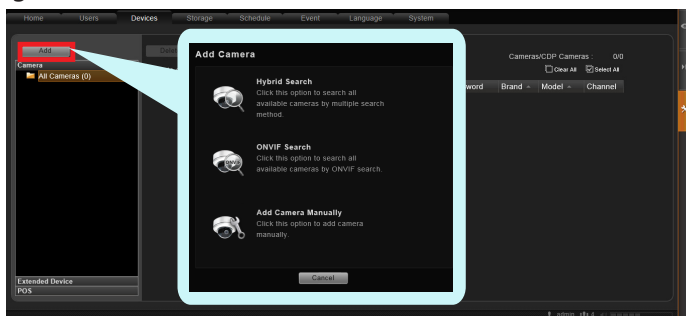 Home Users Devices Storage Schedule Event Language System
Add
Camera
All Cameras (0)
Extended Device
POS
Add Camera
Hybrid Search
Click this option to search all
available cameras by multiple search
method.
ONVIF Search
Click this option to search all
available cameras by ONVIF search.
Add Camera Manually
Click this option to add camera
manually.
Cancel
Cameras/CDP Cameras : 0/0
Clear All Select All
word Brand Model Channel
admin